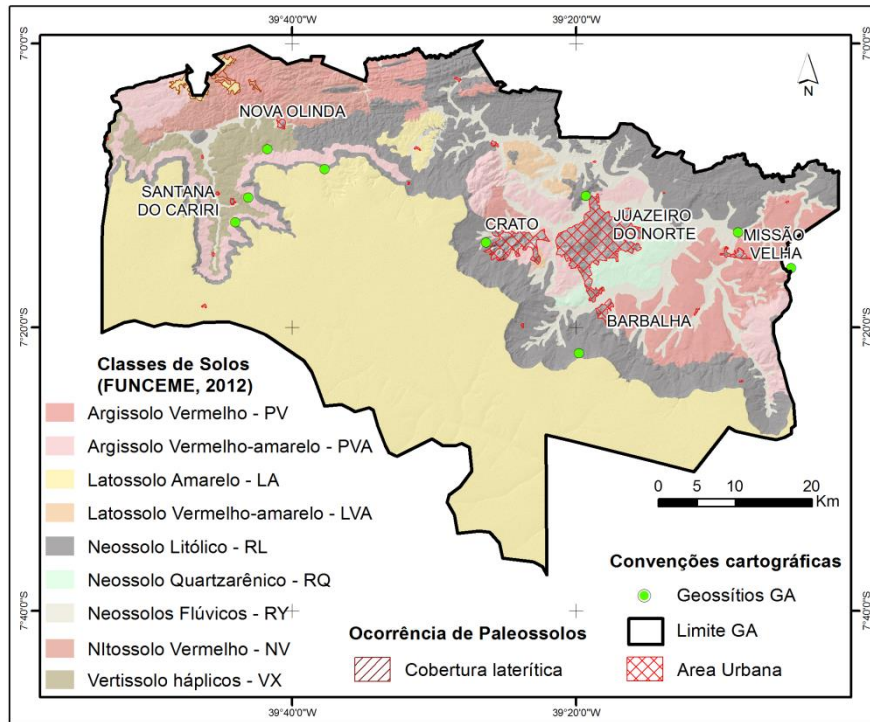 39°40'0"W
39°20'0"W
7°0'0"S
7°0'0"S
N
NOVA OLINDA
SANTANA
DO CARIRI
CRATO
JUAZEIRO
DO NORTE
MISSÃO
VELHA
BARBALHA
7°20'0"S
7°20'0"S
Classes de Solos
(FUNCEME, 2012)
Argissolo Vermelho - PV
Argissolo Vermelho-amarelo - PVA
Latossolo Amarelo - LA
Latossolo Vermelho-amarelo - LVA
Neossolo Litólico - RL
Neossolo Quartzarênico - RQ
Neossolos Flúvicos - RY
NItossolo Vermelho - NV
Vertissolo háplicos - VX
0 5 10 20
Km
Convenções cartográficas
Geossítios GA
Limite GA
Area Urbana
Ocorrência de Paleossolos
Cobertura laterítica
7°40'0"S
7°40'0"S
39°40'0"W
39°20'0"W